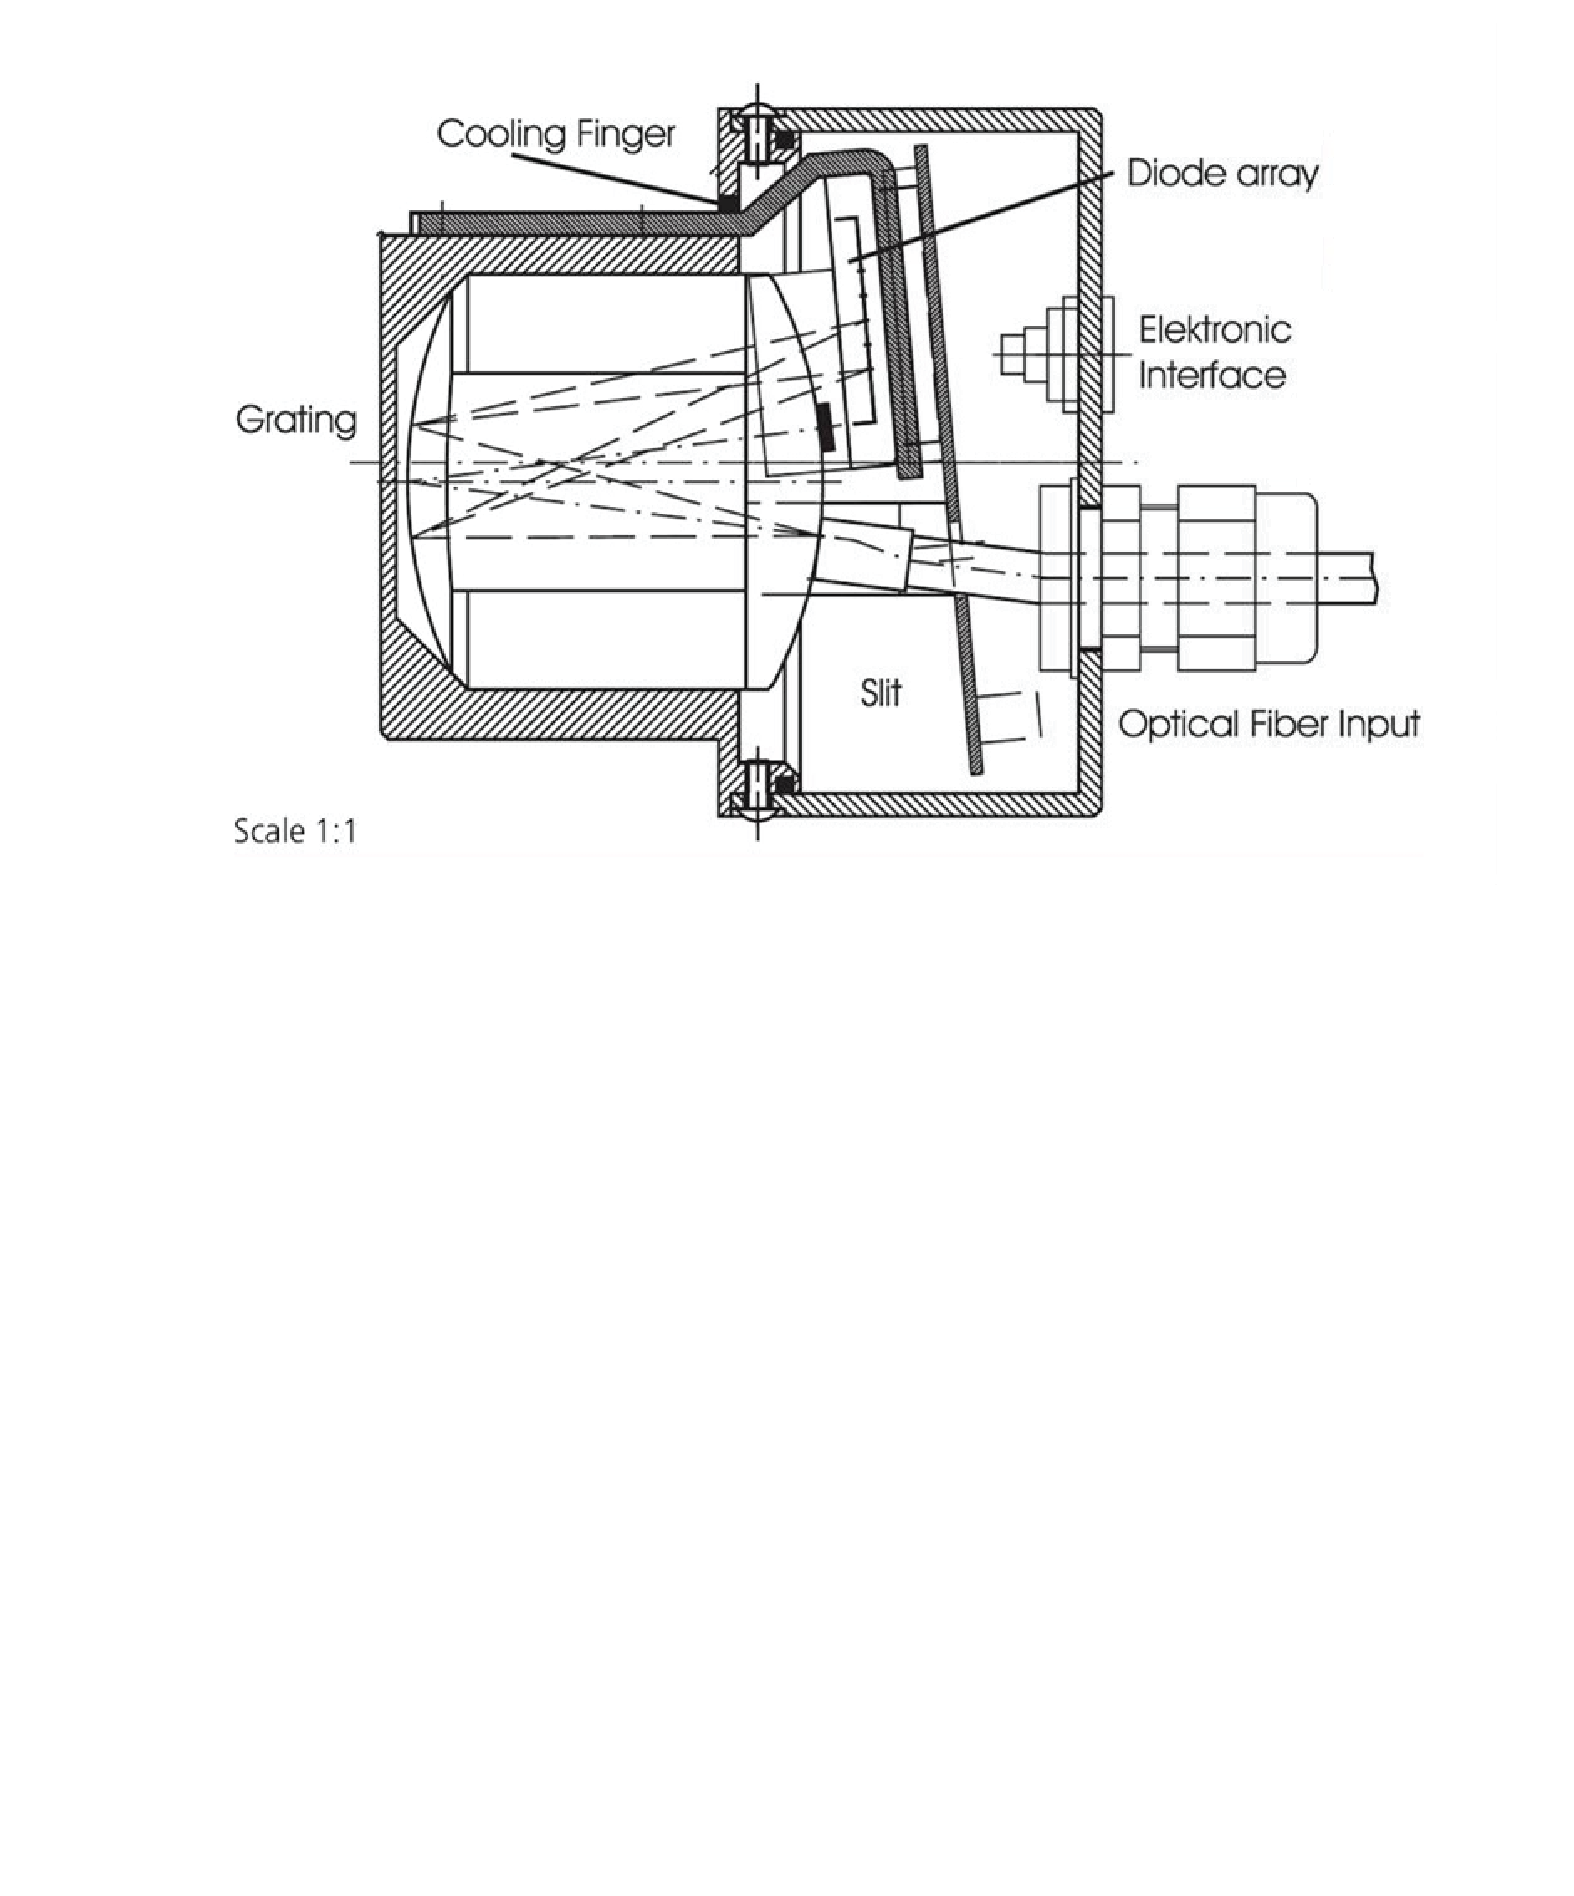 Cooling Finger
Diode array
Elektronic
Interface
Grating
Slit
Optical Fiber Input
Scale 1:1